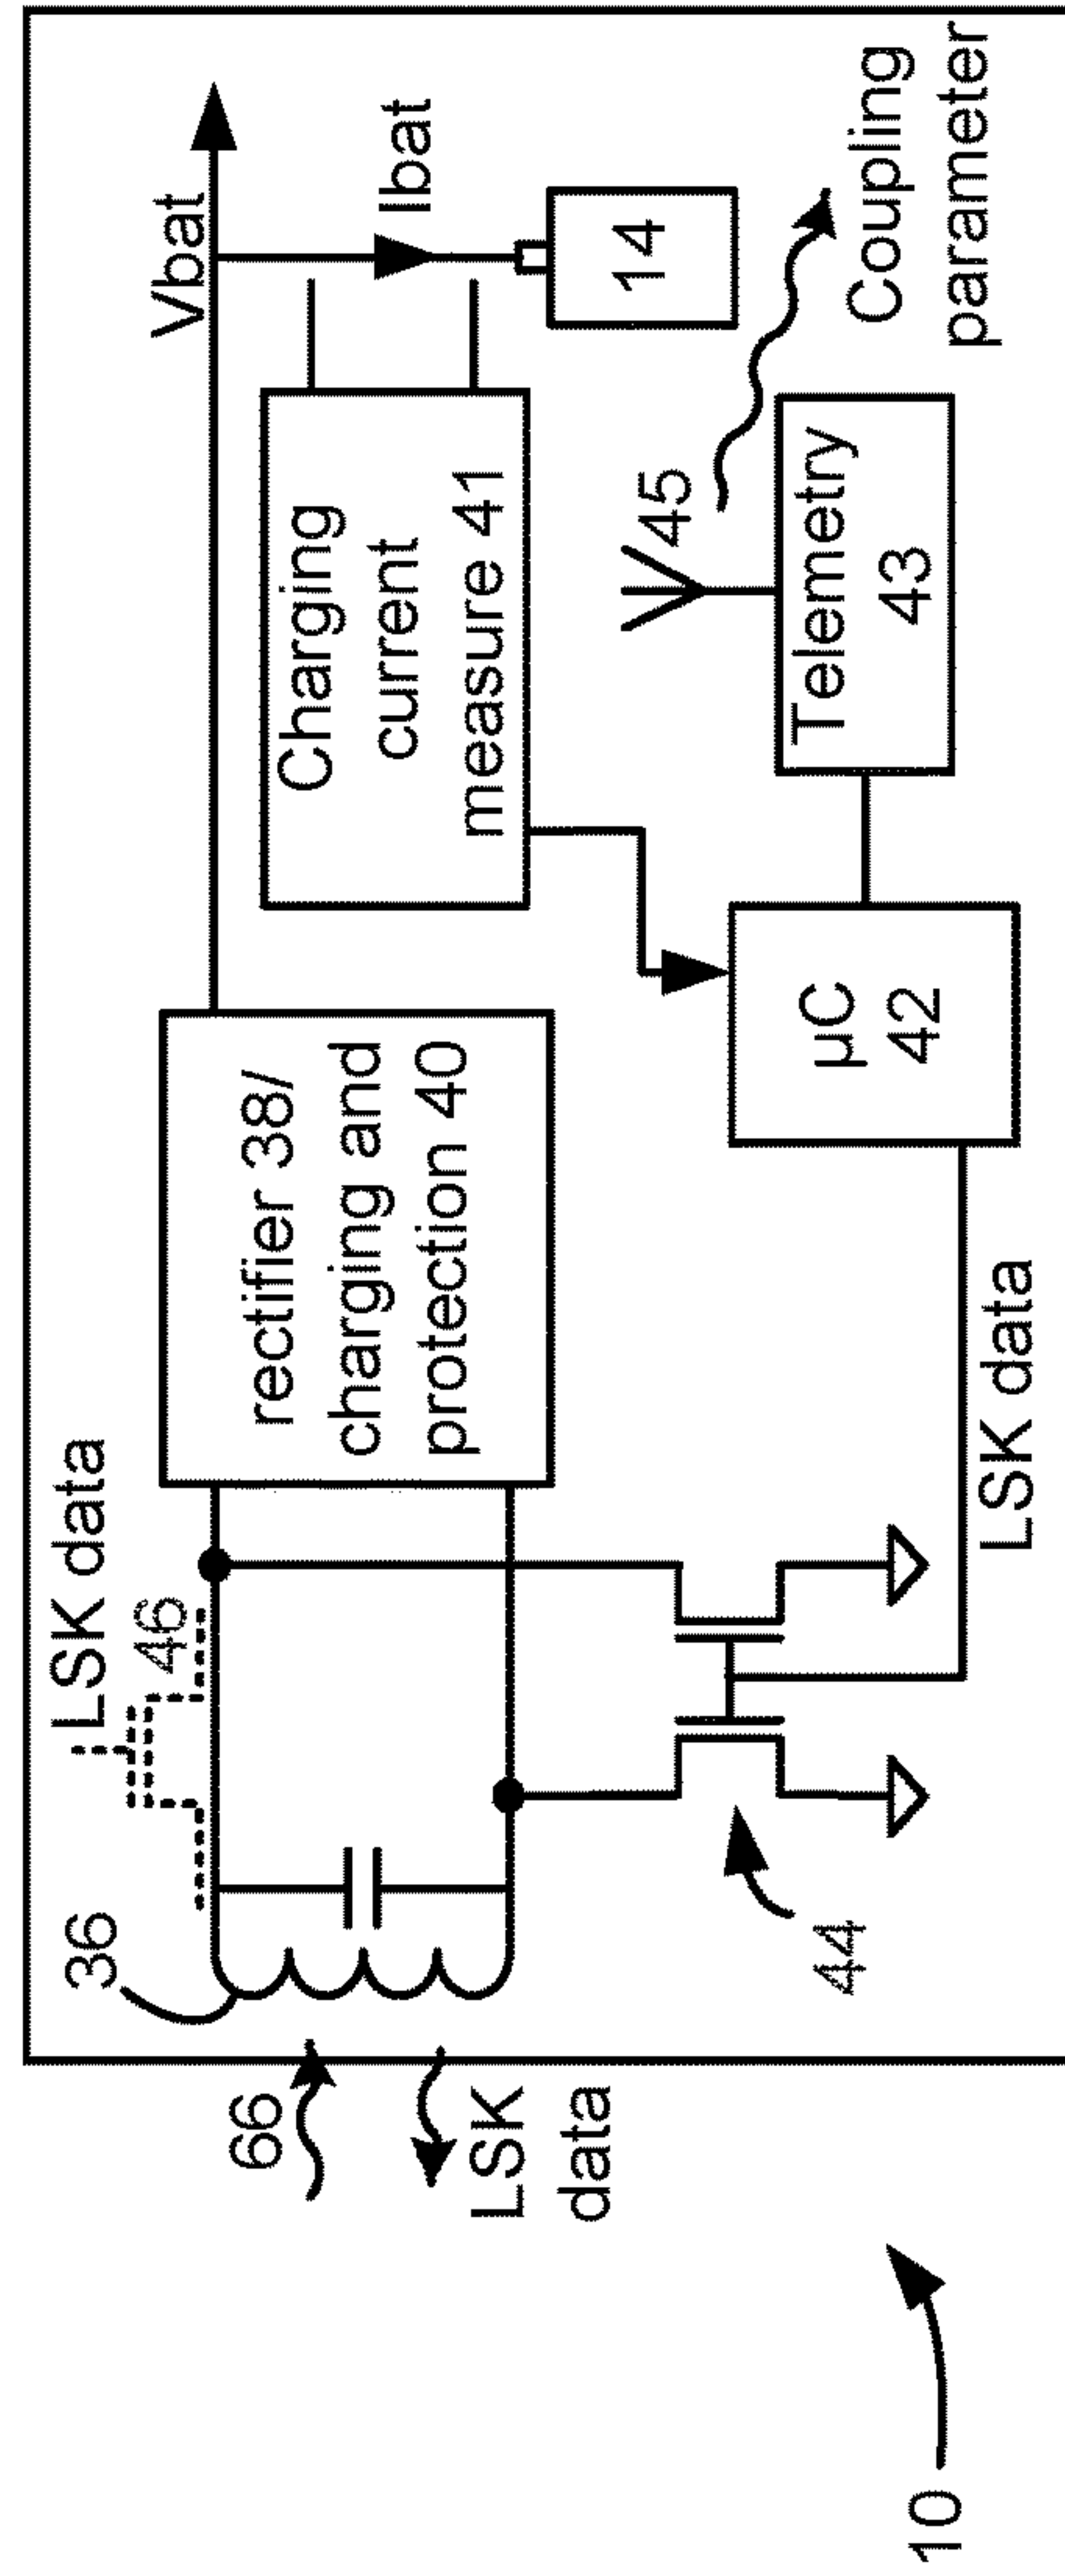 LSK data
36
46
Vbat
66
rectifier 38/
charging and
protection 40
Charging
current
measure 41
Ibat
14
LSK
data
45
44
µC
42
Telemetry
43
Coupling
parameter
LSK data
10